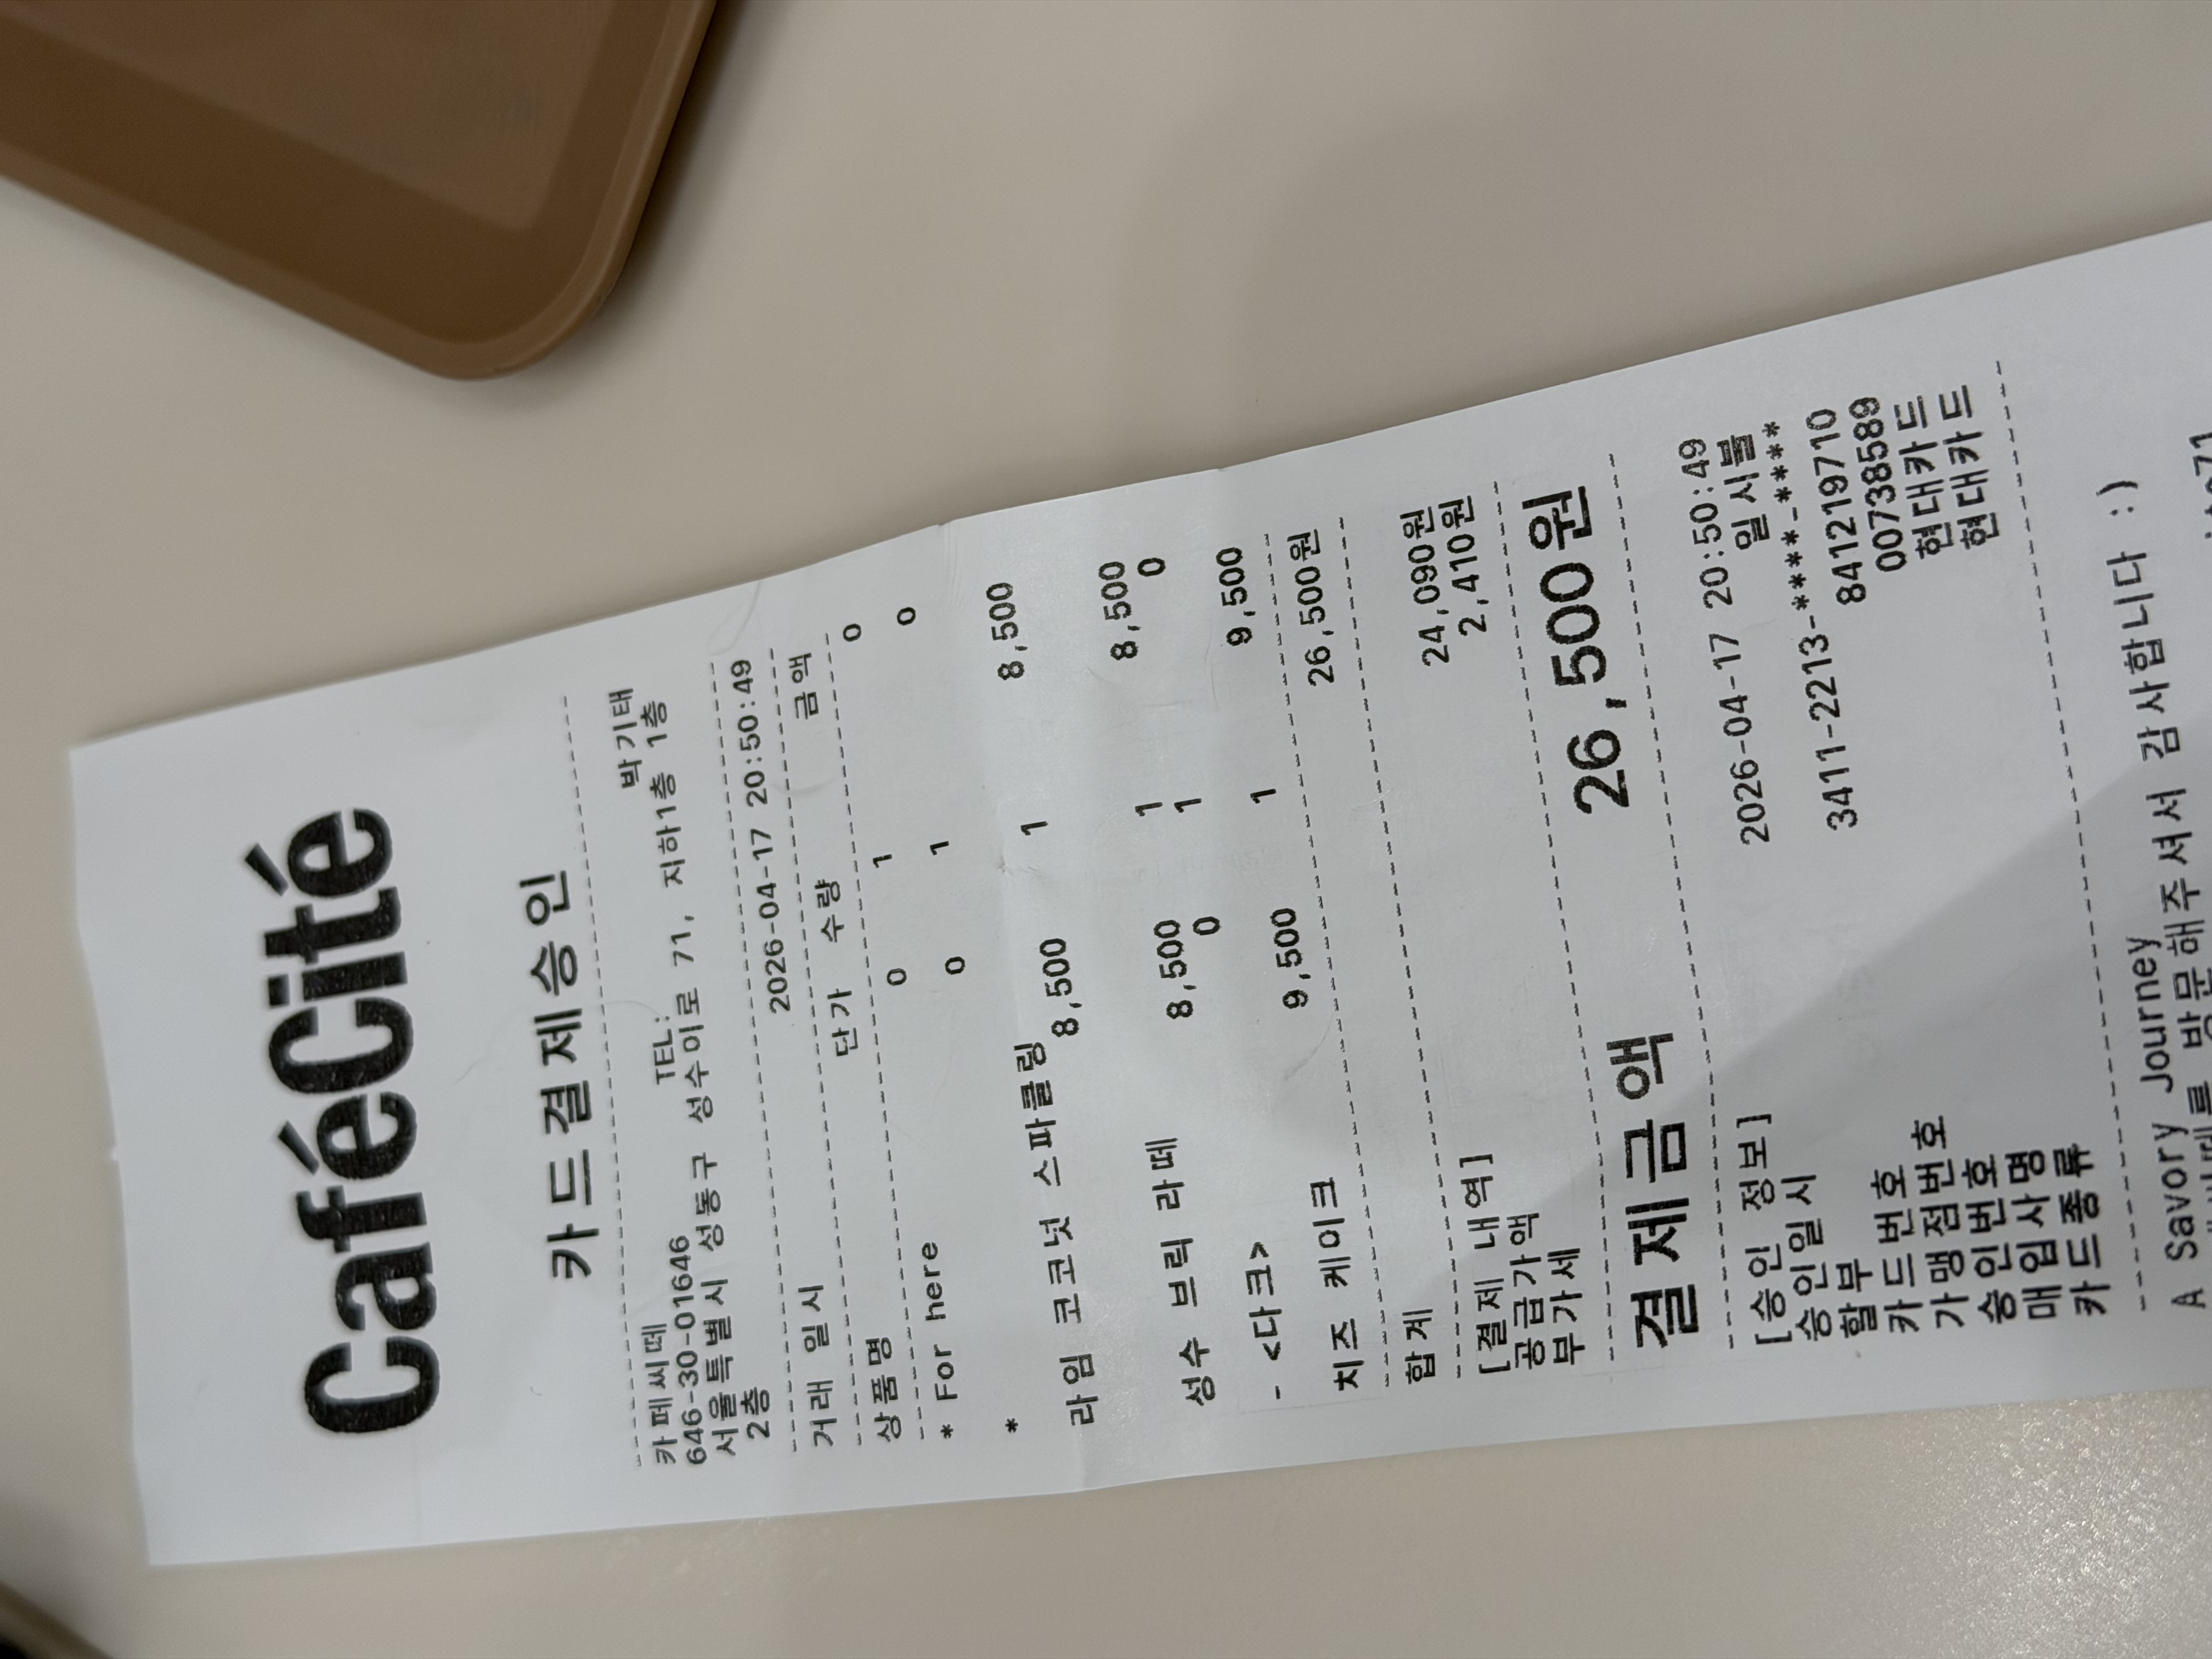 CaféCité
카드결제승인
카페씨떼 박기태
646-30-01646 TEL:
서울특별시 성동구 성수이로 71, 지하1층 1층
2층
거래 일시 2026-04-17 20:50:49
상품명 단가 수량 금액
* For here 0 1 0
* 0 1 0
라임 코코넛 스파클링
8,500 1 8,500
성수 브릭 라떼
8,500 1 8,500
- <다크> 0 1 0
치즈 케이크 9,500 1 9,500
합계 26,500원
[결제 내역]
공급가액 24,090원
부가세 2,410원
결제금액 26,500원
[승인 정보]
승인일시 2026-04-17 20:50:49
할부 일시불
카드번호 3411-2213-****-****
가맹점번호 841219710
승인번호 00738589
매입사명 현대카드
카드종류 현대카드
A Savory Journey
방문해주셔서 감사합니다 :)